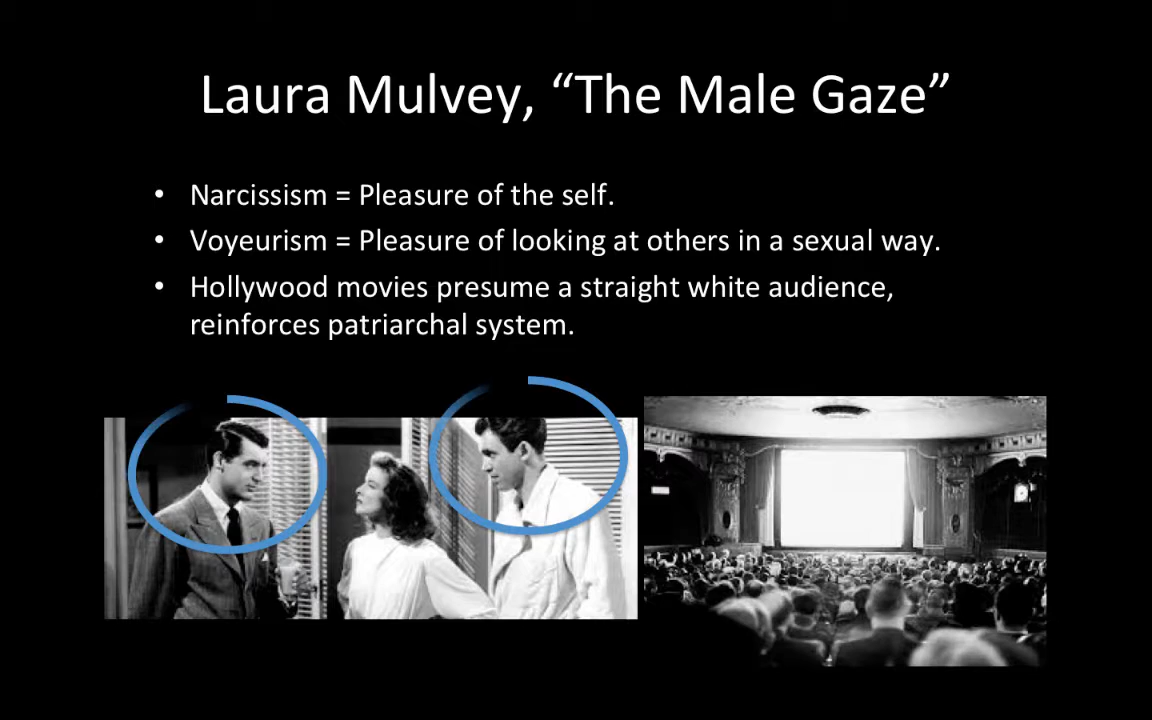 Laura Mulvey, “The Male Gaze”
• Narcissism = Pleasure of the self.
• Voyeurism = Pleasure of looking at others in a sexual way.
• Hollywood movies presume a straight white audience,
reinforces patriarchal system.